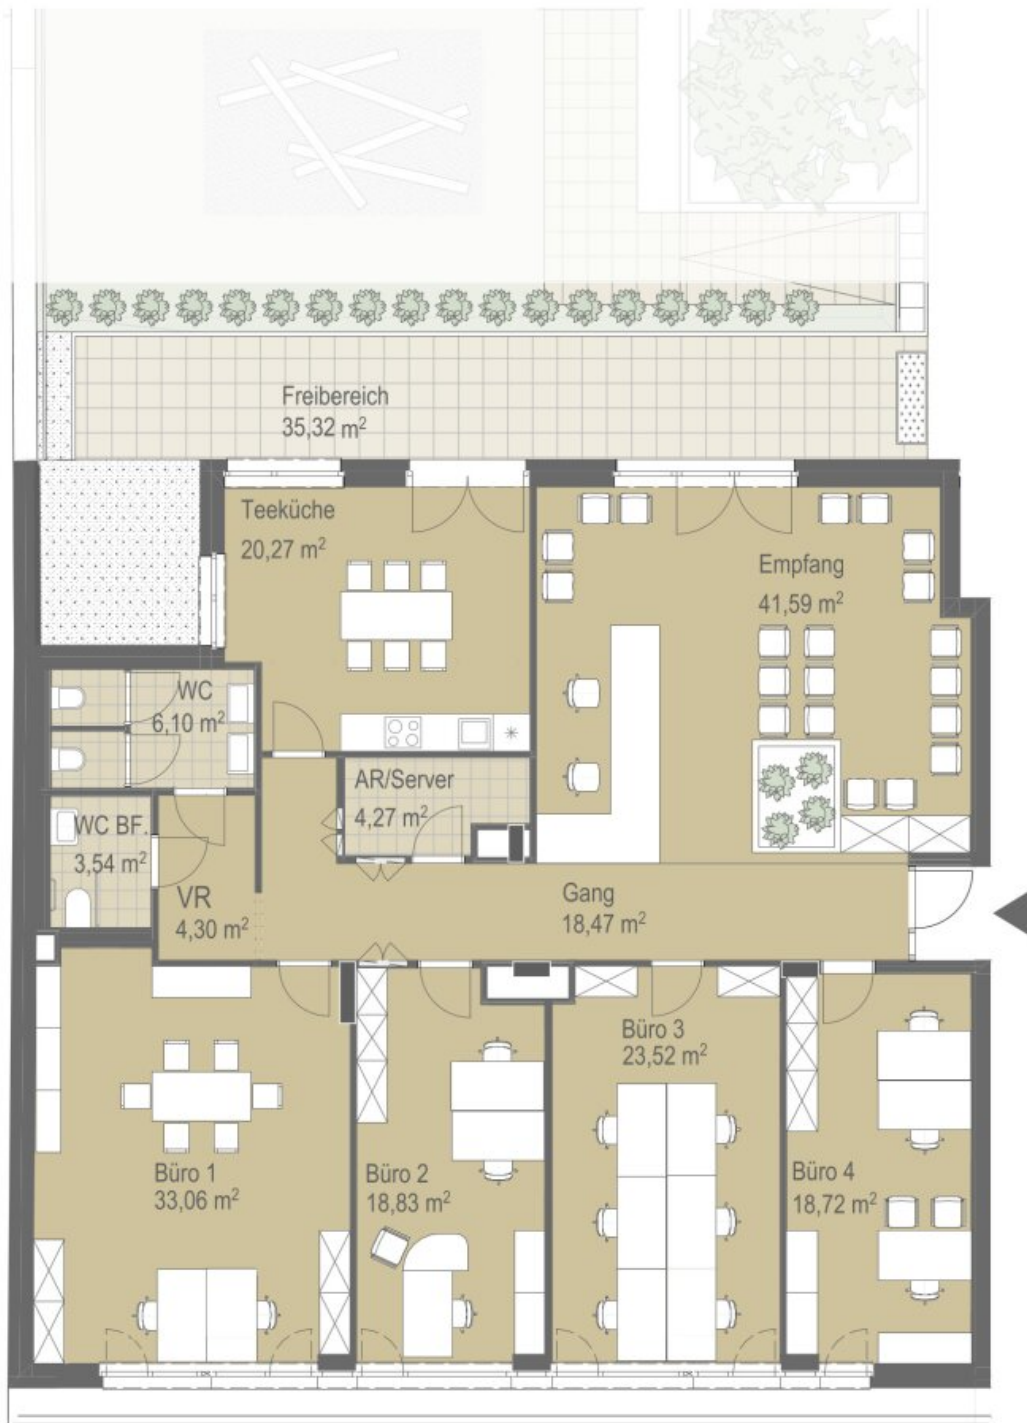 Freibereich
35,32 m²
Teeküche
20,27 m²
Empfang
41,59 m²
WC
6,10 m²
AR/Server
4,27 m²
WC BF.
3,54 m²
VR
4,30 m²
Gang
18,47 m²
Büro 1
33,06 m²
Büro 2
18,83 m²
Büro 3
23,52 m²
Büro 4
18,72 m²